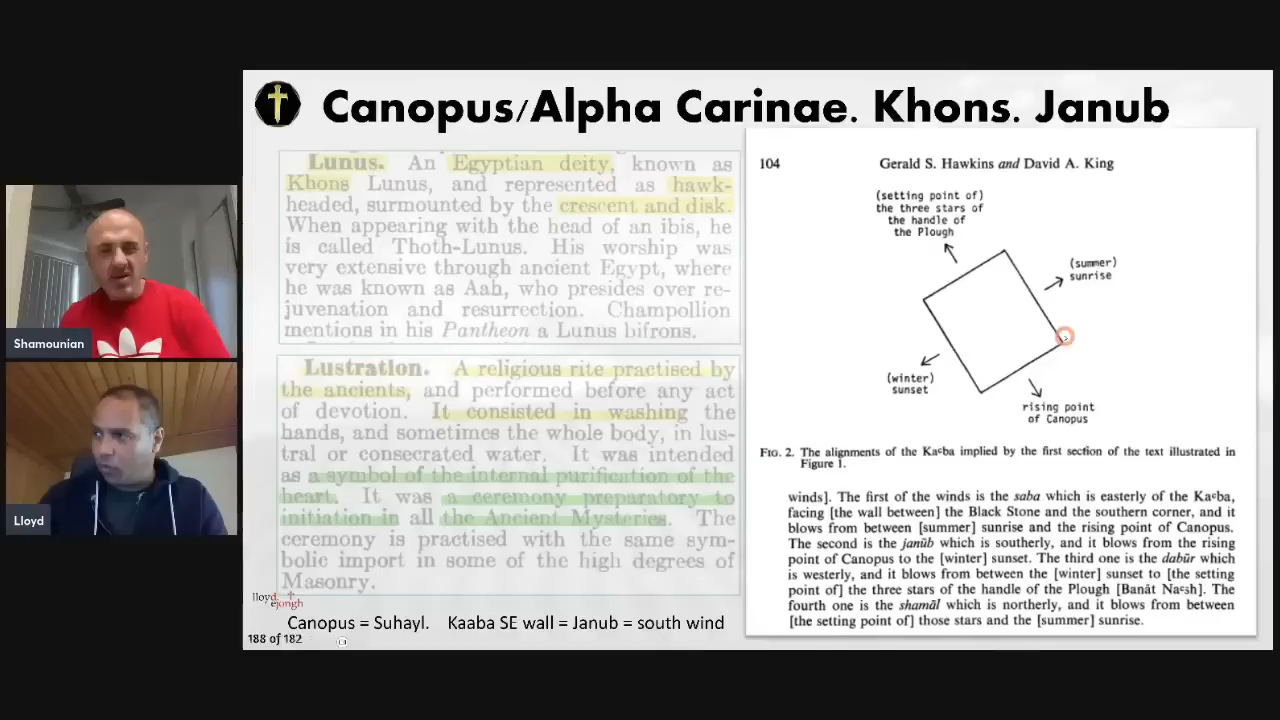 Canopus/Alpha Carinae. Khons. Janub
Lunus. An Egyptian deity, known as
Khons Lunus, and represented as hawk-
headed, surmounted by the crescent and disk.
When appearing with the head of an ibis, he
is called Thoth-Lunus. His worship was
very extensive through ancient Egypt, where
he was known as Aah, who presides over re-
juvenation and resurrection. Champollion
mentions in his Pantheon a Lunus bifrons.
Lustration. A religious rite practised by
the ancients, and performed before any act
of devotion. It consisted in washing the
hands, and sometimes the whole body, in lus-
tral or consecrated water. It was intended
as a symbol of the internal purification of the
heart. It was a ceremony preparatory to
initiation in all the Ancient Mysteries. The
ceremony is practised with the same sym-
bolic import in some of the high degrees of
Masonry.
lloyd
ejongh
Canopus = Suhayl. Kaaba SE wall = Janub = south wind
188 of 182
104
Gerald S. Hawkins and David A. King
(setting point of)
the three stars of
the handle of
the Plough
(summer)
sunrise
(winter)
sunset
rising point
of Canopus
FIG. 2. The alignments of the Kaʿba implied by the first section of the text illustrated in
Figure 1.
winds]. The first of the winds is the saba which is easterly of the Kaʿba,
facing [the wall between] the Black Stone and the southern corner, and it
blows from between [summer] sunrise and the rising point of Canopus.
The second is the janūb which is southerly, and it blows from the rising
point of Canopus to the [winter] sunset. The third one is the dabūr which
is westerly, and it blows from between the [winter] sunset to [the setting
point of] the three stars of the handle of the Plough [Banāt Naʿsh]. The
fourth one is the shamāl which is northerly, and it blows from between
[the setting point of] those stars and the [summer] sunrise.
Shamounian
Lloyd